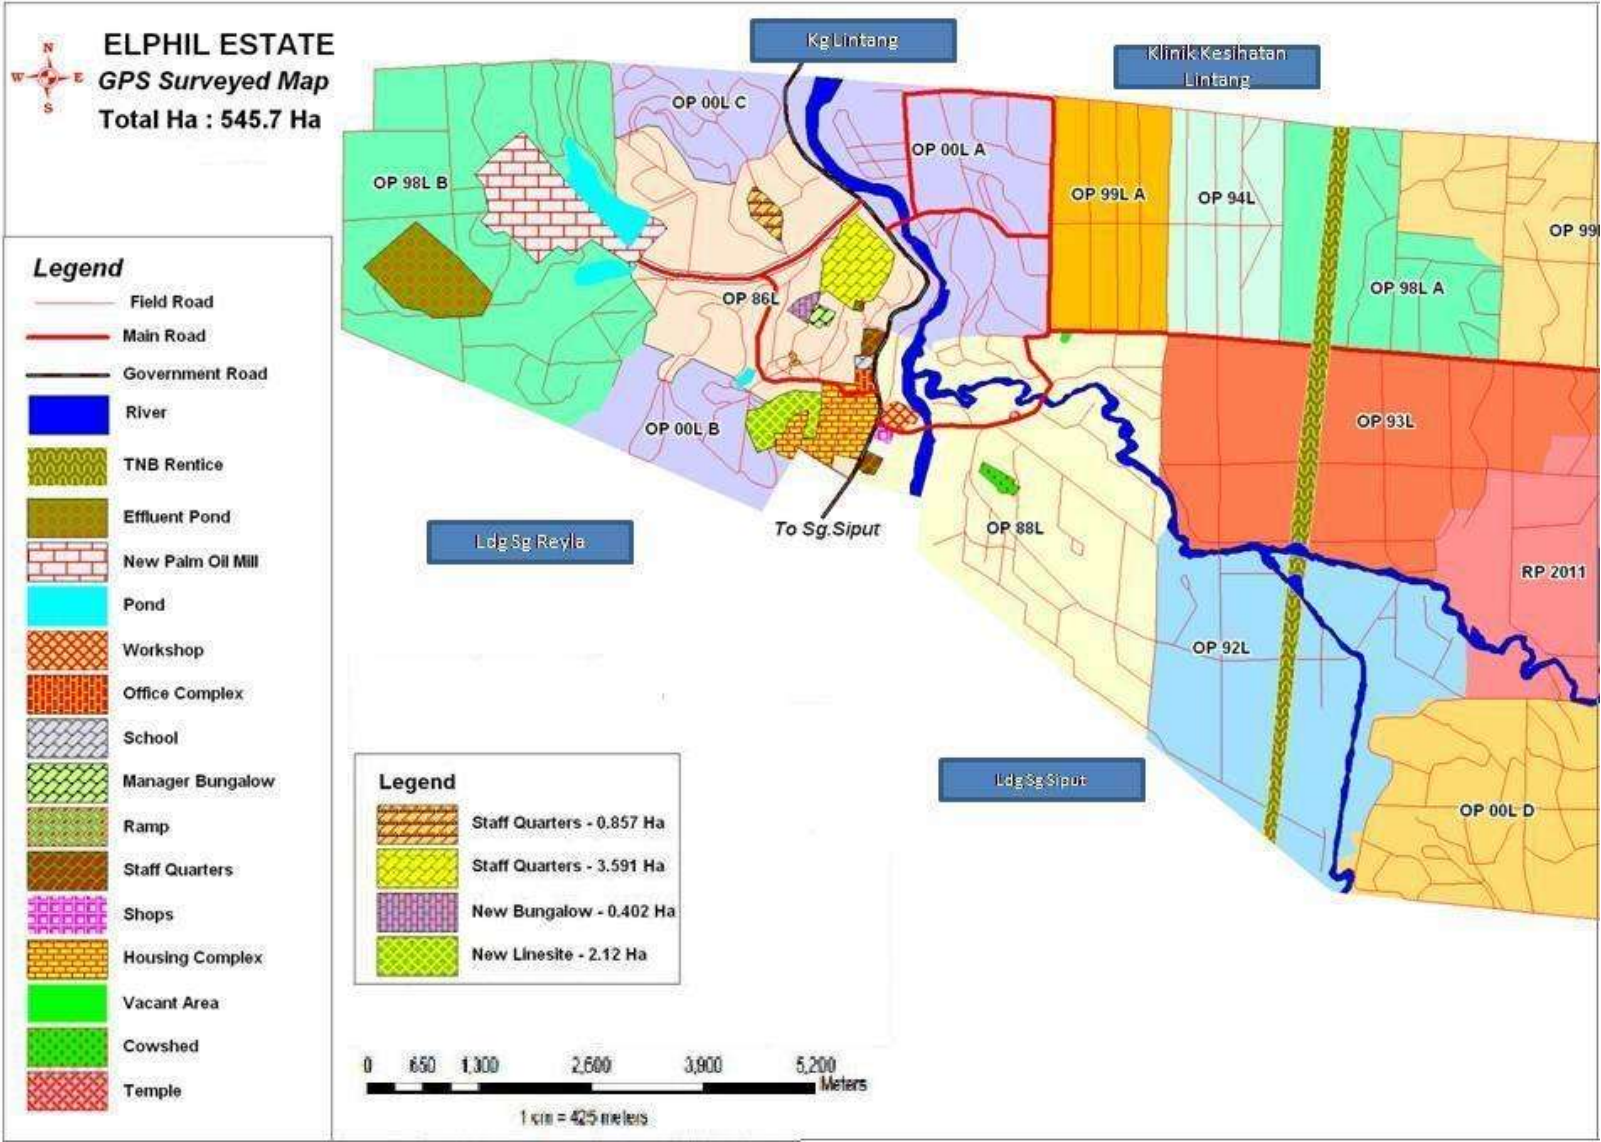 N
W E
S
ELPHIL ESTATE
GPS Surveyed Map
Total Ha : 545.7 Ha
Kg Lintang
Klinik Kesihatan
Lintang
OP 00L C
OP 00L A
OP 98L B
OP 99L A
OP 94L
OP 99
OP 98L A
OP 86L
OP 00L B
OP 93L
To Sg.Siput
OP 88L
Ldg Sg Reyla
RP 2011
OP 92L
Ldg Sg Siput
OP 00L D
Legend
Field Road
Main Road
Government Road
River
TNB Rentice
Effluent Pond
New Palm Oil Mill
Pond
Workshop
Office Complex
School
Manager Bungalow
Ramp
Staff Quarters
Shops
Housing Complex
Vacant Area
Cowshed
Temple
Legend
Staff Quarters - 0.857 Ha
Staff Quarters - 3.591 Ha
New Bungalow - 0.402 Ha
New Linesite - 2.12 Ha
0 650 1,300 2,600 3,900 5,200
Meters
1 cm = 425 meters